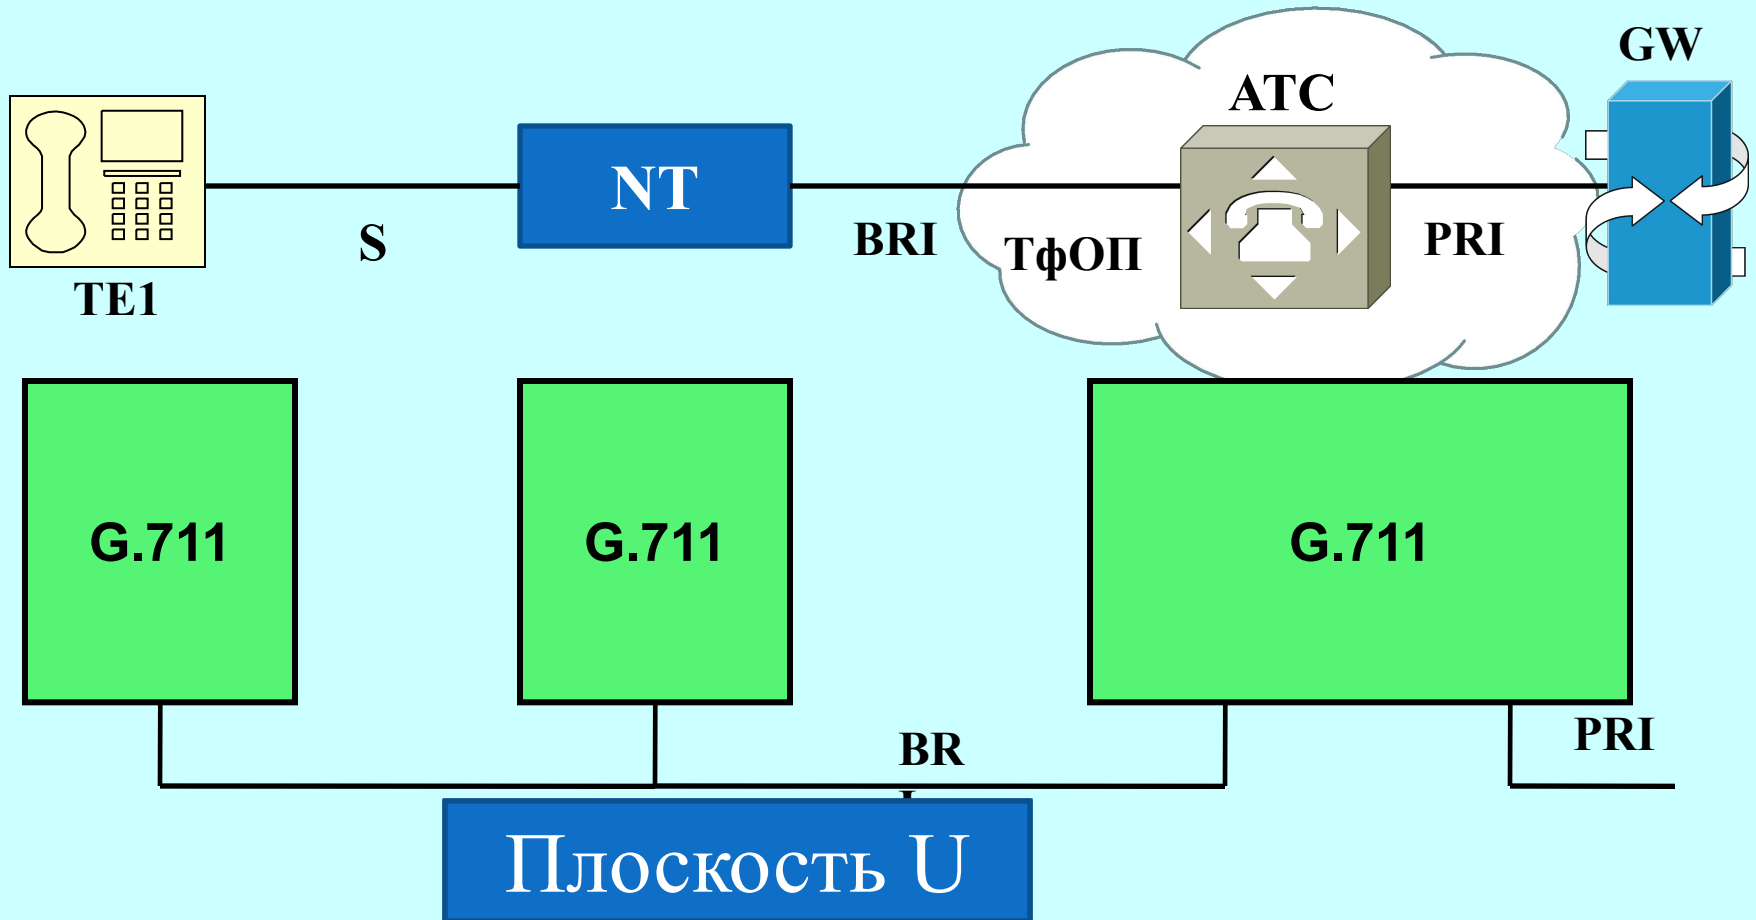 GW
АТС
NT
S
BRI
ТфОП
PRI
TE1
G.711
G.711
G.711
PRI
BR
I
Плоскость U